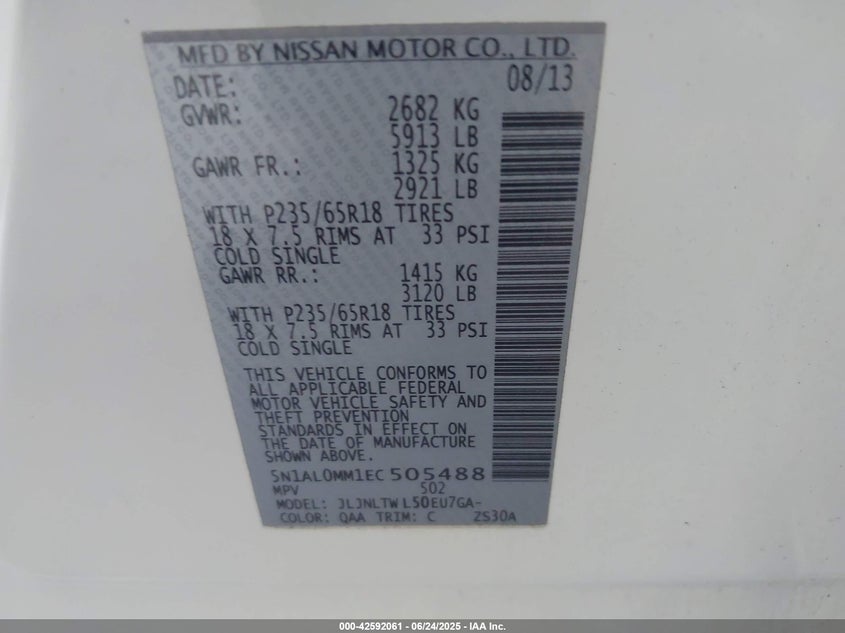 MFD BY NISSAN MOTOR CO., LTD.
DATE: 08/13
GVWR: 2682 KG
5913 LB
GAWR FR.: 1325 KG
2921 LB
WITH P235/65R18 TIRES
18 X 7.5 RIMS AT 33 PSI
COLD SINGLE
GAWR RR.: 1415 KG
3120 LB
WITH P235/65R18 TIRES
18 X 7.5 RIMS AT 33 PSI
COLD SINGLE
THIS VEHICLE CONFORMS TO
ALL APPLICABLE FEDERAL
MOTOR VEHICLE SAFETY AND
THEFT PREVENTION
STANDARDS IN EFFECT ON
THE DATE OF MANUFACTURE
SHOWN ABOVE.
5N1AL0MM1EC505488
MPV 502
MODEL: JLJNLTW L50EU7GA-
COLOR: QAA TRIM: C ZS30A
000-42592061 - 06/24/2025 - IAA Inc.